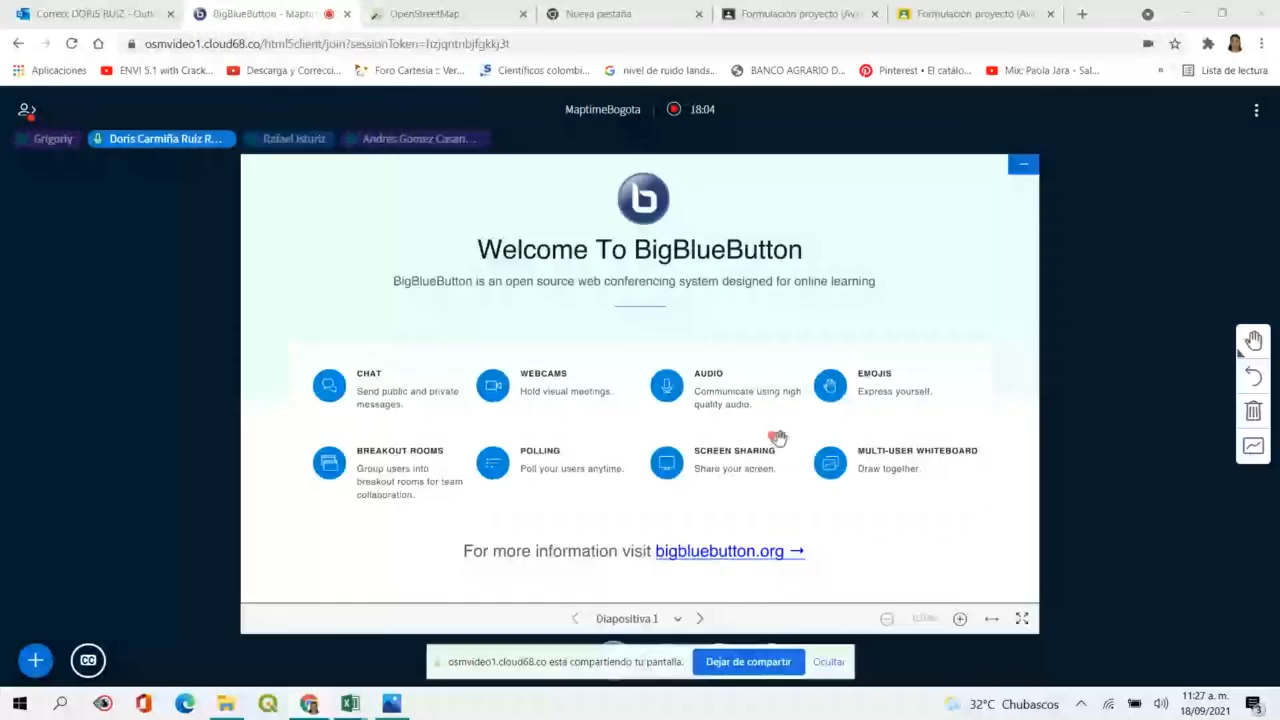 Correo: DORIS RUIZ - Outl
BigBlueButton - Maptim
OpenStreetMap
Nueva pestaña
Formulación proyecto (Ava
Formulación proyecto (Ava
osmvideo1.cloud68.co/html5client/join?sessionToken=
Aplicaciones
ENVI 5.1 with Crack...
Descarga y Correcci...
Foro Cartesia :: Ver...
Científicos colombi...
nivel de ruido lands...
BANCO AGRARIO D...
Pinterest • El catálo...
Mix: Paola Jara - Sal...
»
Lista de lectura
MaptimeBogota
18:04
Grigoriy
Doris Carmiña Ruiz R...
Rafael Isturiz
Andres Gomez Casan...
Welcome To BigBlueButton
BigBlueButton is an open source web conferencing system designed for online learning
CHAT
Send public and private
messages.
WEBCAMS
Hold visual meetings.
AUDIO
Communicate using high
quality audio.
EMOJIS
Express yourself.
BREAKOUT ROOMS
Group users into
breakout rooms for team
collaboration.
POLLING
Poll your users anytime.
SCREEN SHARING
Share your screen.
MULTI-USER WHITEBOARD
Draw together.
For more information visit bigbluebutton.org →
Diapositiva 1
CC
osmvideo1.cloud68.co está compartiendo tu pantalla.
Dejar de compartir
Ocultar
32°C Chubascos
11:27 a. m.
18/09/2021
3